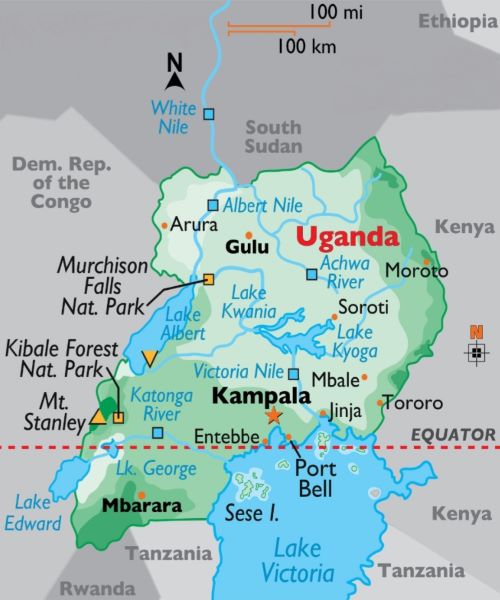 100 mi
100 km
Ethiopia
N
White
Nile
South
Sudan
Dem. Rep.
of the
Congo
Albert Nile
Arura
Gulu
Uganda
Kenya
Murchison
Falls
Nat. Park
Achwa
River
Moroto
Lake
Kwania
Lake
Albert
Soroti
Lake
Kyoga
N
Kibale Forest
Nat. Park
Victoria Nile
Mbale
Mt.
Stanley
Katonga
River
Kampala
Jinja
Tororo
Entebbe
EQUATOR
Lk. George
Port
Bell
Lake
Edward
Mbarara
Sese I.
Kenya
Tanzania
Lake
Victoria
Tanzania
Rwanda